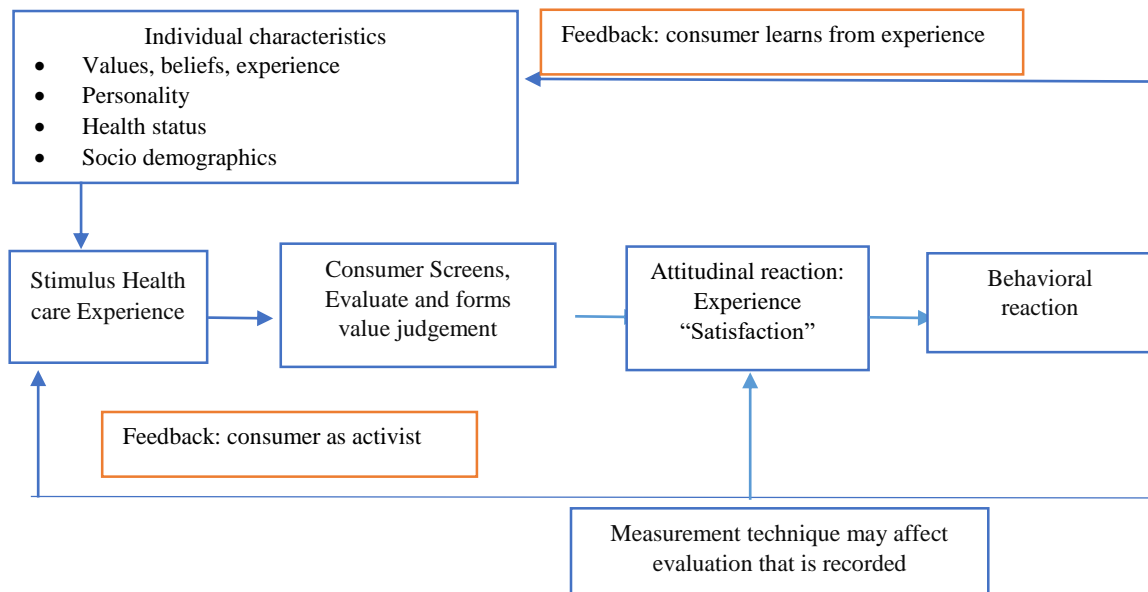 Individual characteristics
• Values, beliefs, experience
• Personality
• Health status
• Socio demographics
Feedback: consumer learns from experience
Stimulus Health
care Experience
Consumer Screens,
Evaluate and forms
value judgement
Attitudinal reaction:
Experience
“Satisfaction”
Behavioral
reaction
Feedback: consumer as activist
Measurement technique may affect
evaluation that is recorded